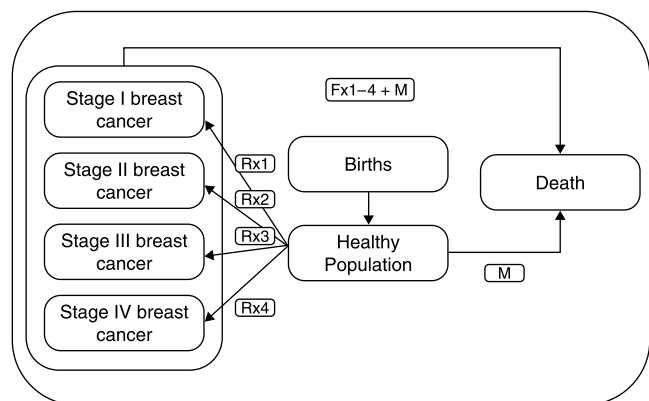 Stage I breast
cancer
Stage II breast
cancer
Stage III breast
cancer
Stage IV breast
cancer
Rx1
Rx2
Rx3
Rx4
Fx1–4 + M
Births
Healthy
Population
Death
M